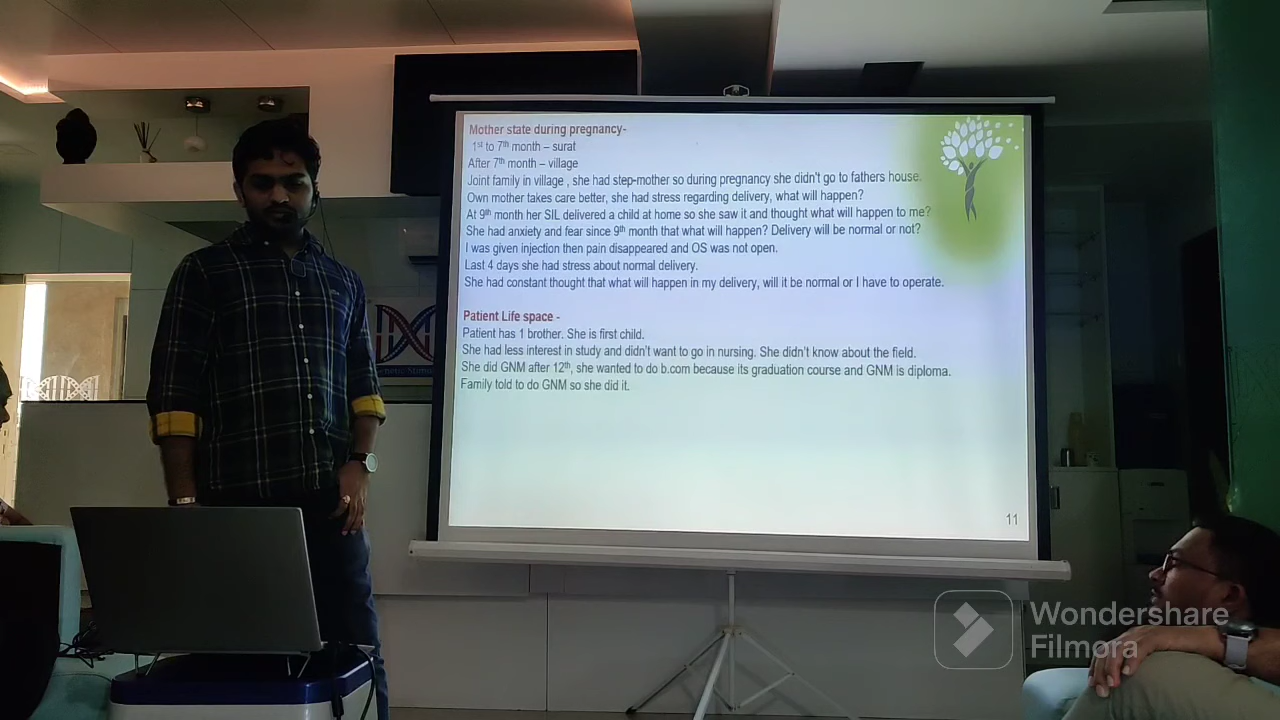 Mother state during pregnancy-
1st to 7th month – surat
After 7th month – village
Joint family in village , she had step-mother so during pregnancy she didn't go to fathers house.
Own mother takes care better, she had stress regarding delivery, what will happen?
At 9th month her SIL delivered a child at home so she saw it and thought what will happen to me?
She had anxiety and fear since 9th month that what will happen? Delivery will be normal or not?
I was given injection then pain disappeared and OS was not open.
Last 4 days she had stress about normal delivery.
She had constant thought that what will happen in my delivery, will it be normal or I have to operate.
Patient Life space -
Patient has 1 brother. She is first child.
She had less interest in study and didn't want to go in nursing. She didn't know about the field.
She did GNM after 12th, she wanted to do b.com because its graduation course and GNM is diploma.
Family told to do GNM so she did it.
11
Wondershare
Filmora